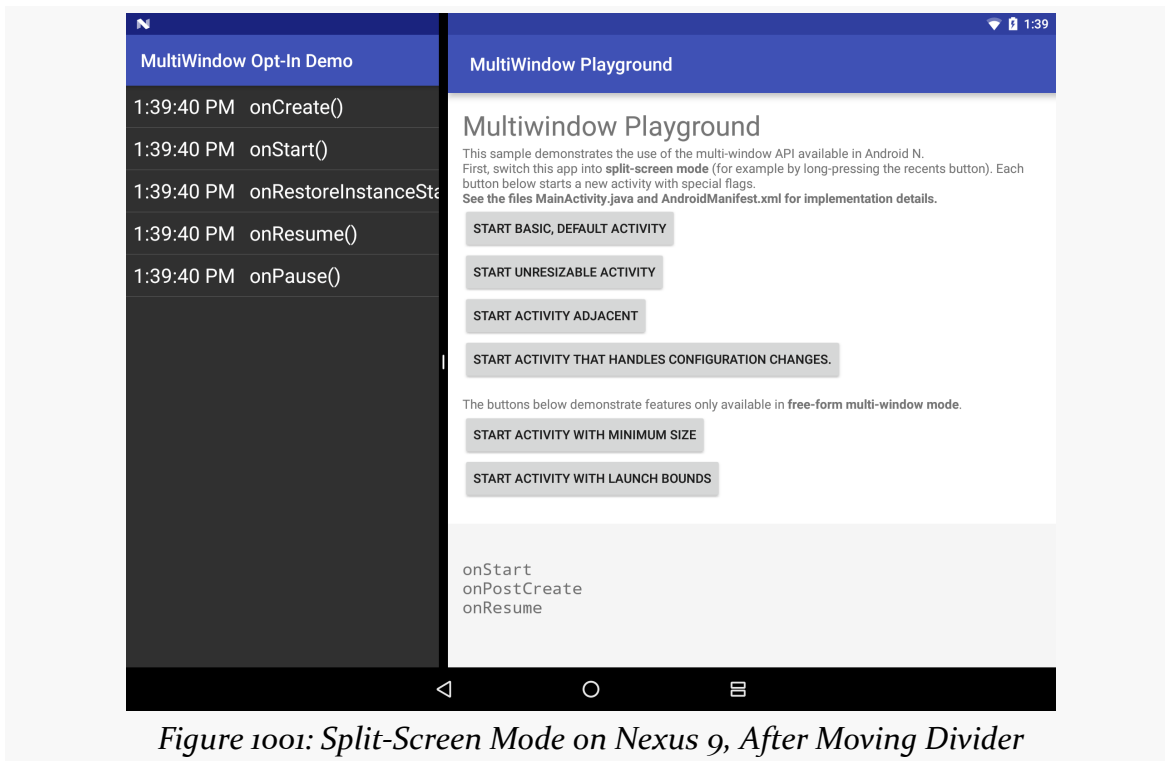 1:39
MultiWindow Opt-In Demo
1:39:40 PM onCreate()
1:39:40 PM onStart()
1:39:40 PM onRestoreInstanceSta
1:39:40 PM onResume()
1:39:40 PM onPause()
MultiWindow Playground
Multiwindow Playground
This sample demonstrates the use of the multi-window API available in Android N.
First, switch this app into split-screen mode (for example by long-pressing the recents button). Each
button below starts a new activity with special flags.
See the files MainActivity.java and AndroidManifest.xml for implementation details.
START BASIC, DEFAULT ACTIVITY
START UNRESIZABLE ACTIVITY
START ACTIVITY ADJACENT
START ACTIVITY THAT HANDLES CONFIGURATION CHANGES.
The buttons below demonstrate features only available in free-form multi-window mode.
START ACTIVITY WITH MINIMUM SIZE
START ACTIVITY WITH LAUNCH BOUNDS
onStart
onPostCreate
onResume
Figure 1001: Split-Screen Mode on Nexus 9, After Moving Divider